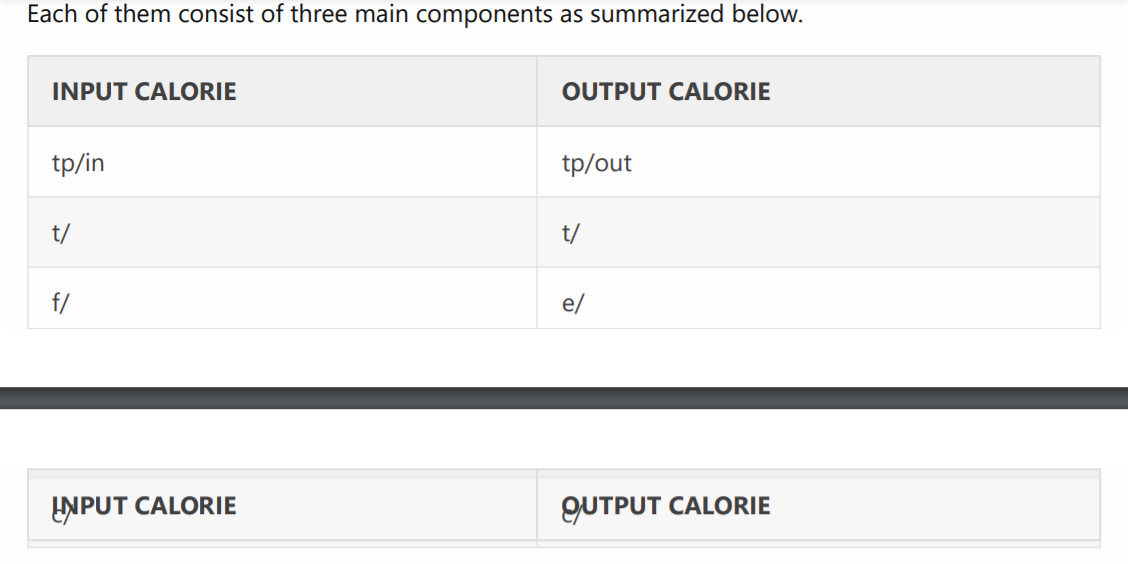 Each of them consist of three main components as summarized below.
INPUT CALORIE OUTPUT CALORIE
tp/in tp/out
t/ t/
f/ e/
INPUT CALORIE OUTPUT CALORIE
c/ c/